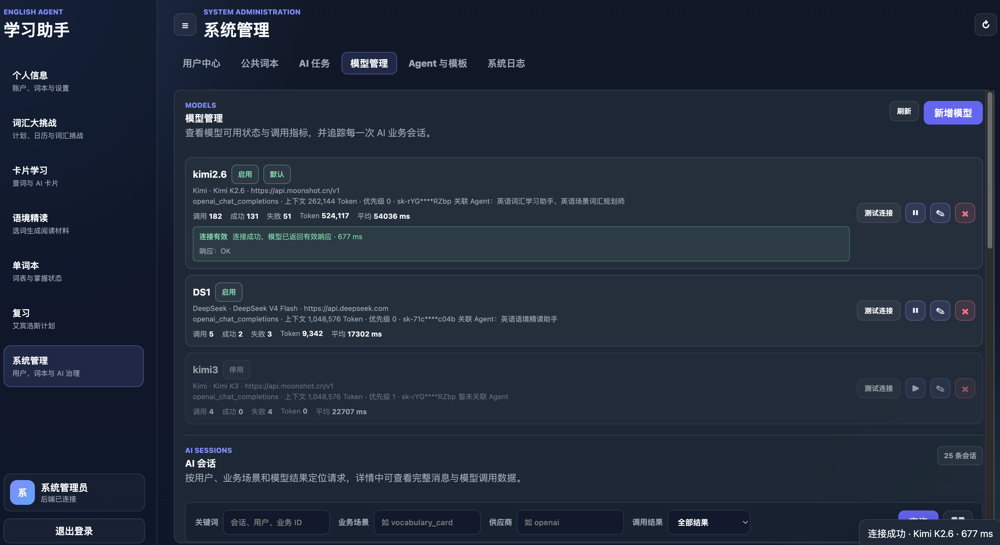 ENGLISH AGENT
学习助手
个人信息
账户、词本与设置
词汇大挑战
计划、日历与词汇挑战
卡片学习
查词与 AI 卡片
语境精读
选词生成阅读材料
单词本
词表与掌握状态
复习
艾宾浩斯计划
系统管理
用户、词本与 AI 治理
系
系统管理员
后端已连接
退出登录
SYSTEM ADMINISTRATION
系统管理
用户中心 公共词本 AI 任务 模型管理 Agent 与模板 系统日志
MODELS
模型管理
查看模型可用状态与调用指标，并追踪每一次 AI 业务会话。
刷新 新增模型
kimi2.6 启用 默认
Kimi · Kimi K2.6 · https://api.moonshot.cn/v1
openai_chat_completions · 上下文 262,144 Token · 优先级 0 · sk-rYG****RZbp 关联 Agent：英语词汇学习助手、英语场景词汇规划师
调用 182 成功 131 失败 51 Token 524,117 平均 54036 ms
连接有效 连接成功，模型已返回有效响应 · 677 ms
响应：OK
测试连接
DS1 启用
DeepSeek · DeepSeek V4 Flash · https://api.deepseek.com
openai_chat_completions · 上下文 1,048,576 Token · 优先级 0 · sk-71c****c04b 关联 Agent：英语语境精读助手
调用 5 成功 2 失败 3 Token 9,342 平均 17302 ms
测试连接
kimi3 停用
Kimi · Kimi K3 · https://api.moonshot.cn/v1
openai_chat_completions · 上下文 1,048,576 Token · 优先级 1 · sk-rYG****RZbp 暂未关联 Agent
调用 4 成功 0 失败 4 Token 0 平均 22707 ms
测试连接
AI SESSIONS
AI 会话
按用户、业务场景和模型结果定位请求，详情中可查看完整消息与模型调用数据。
25 条会话
关键词 会话、用户、业务 ID 业务场景 如 vocabulary_card 供应商 如 openai 调用结果 全部结果
连接成功 · Kimi K2.6 · 677 ms